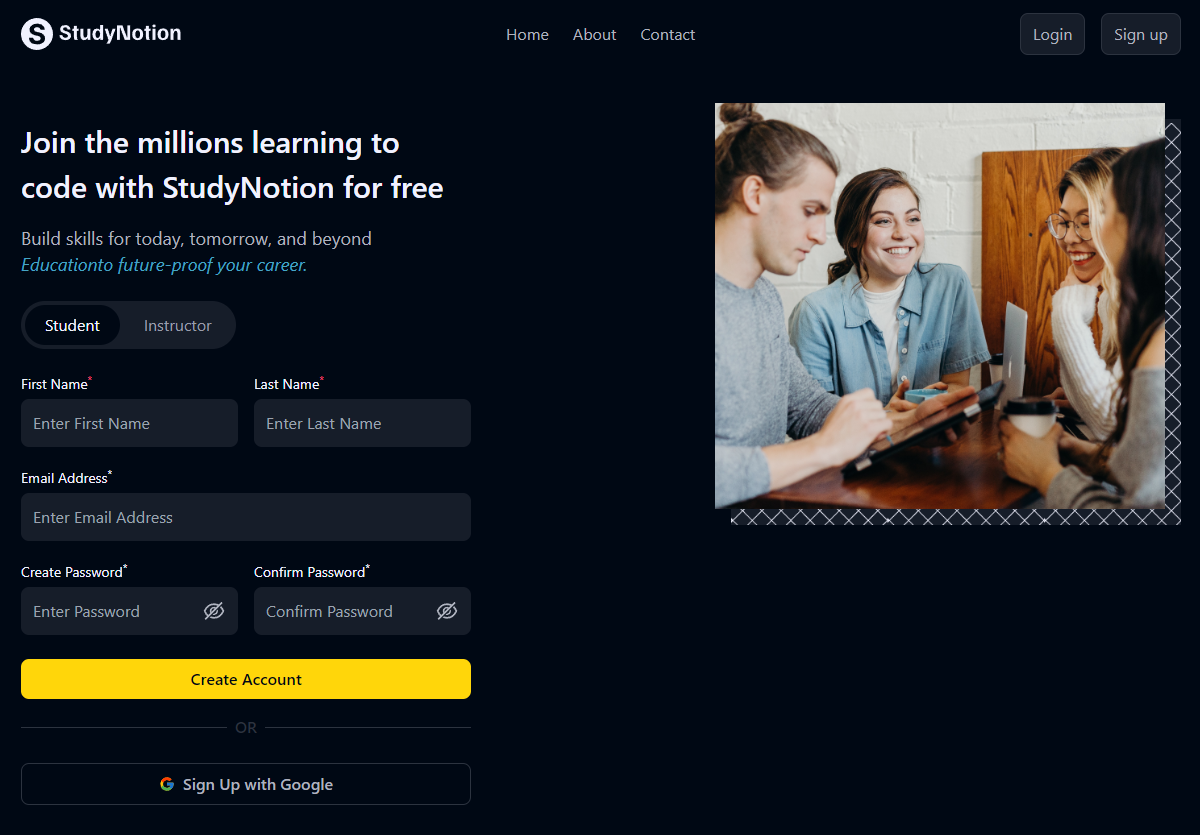 S StudyNotion
Home About Contact
Login Sign up
Join the millions learning to
code with StudyNotion for free
Build skills for today, tomorrow, and beyond
Educationto future-proof your career.
Student Instructor
First Name* Last Name*
Enter First Name Enter Last Name
Email Address*
Enter Email Address
Create Password* Confirm Password*
Enter Password Confirm Password
Create Account
OR
G Sign Up with Google